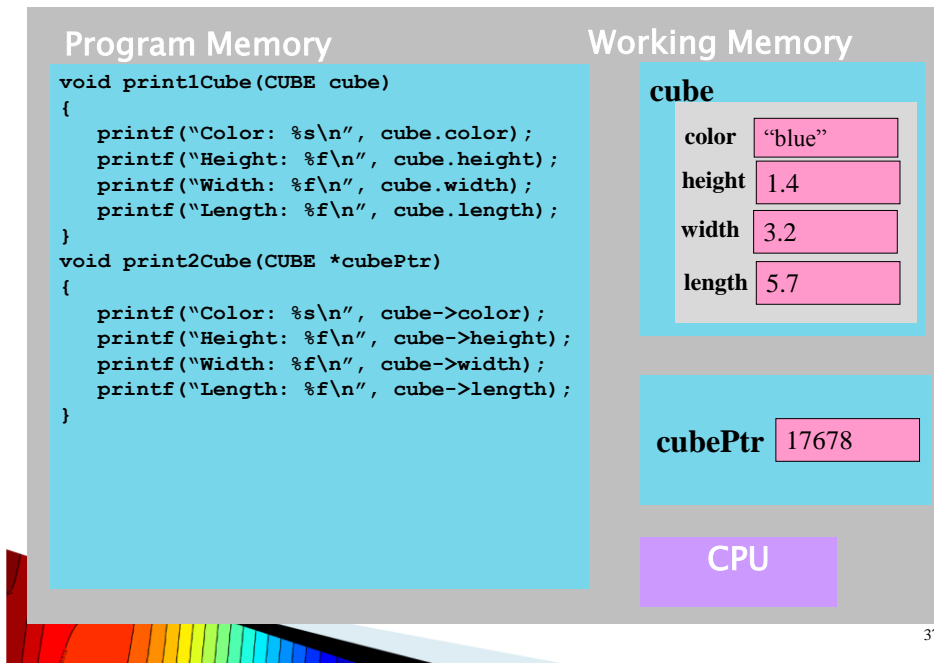 Program Memory
void print1Cube(CUBE cube)
{
printf(“Color: %s\n”, cube.color);
printf(“Height: %f\n”, cube.height);
printf(“Width: %f\n”, cube.width);
printf(“Length: %f\n”, cube.length);
}
void print2Cube(CUBE *cubePtr)
{
printf(“Color: %s\n”, cube->color);
printf(“Height: %f\n”, cube->height);
printf(“Width: %f\n”, cube->width);
printf(“Length: %f\n”, cube->length);
}
Working Memory
cube
color “blue”
height 1.4
width 3.2
length 5.7
cubePtr 17678
CPU